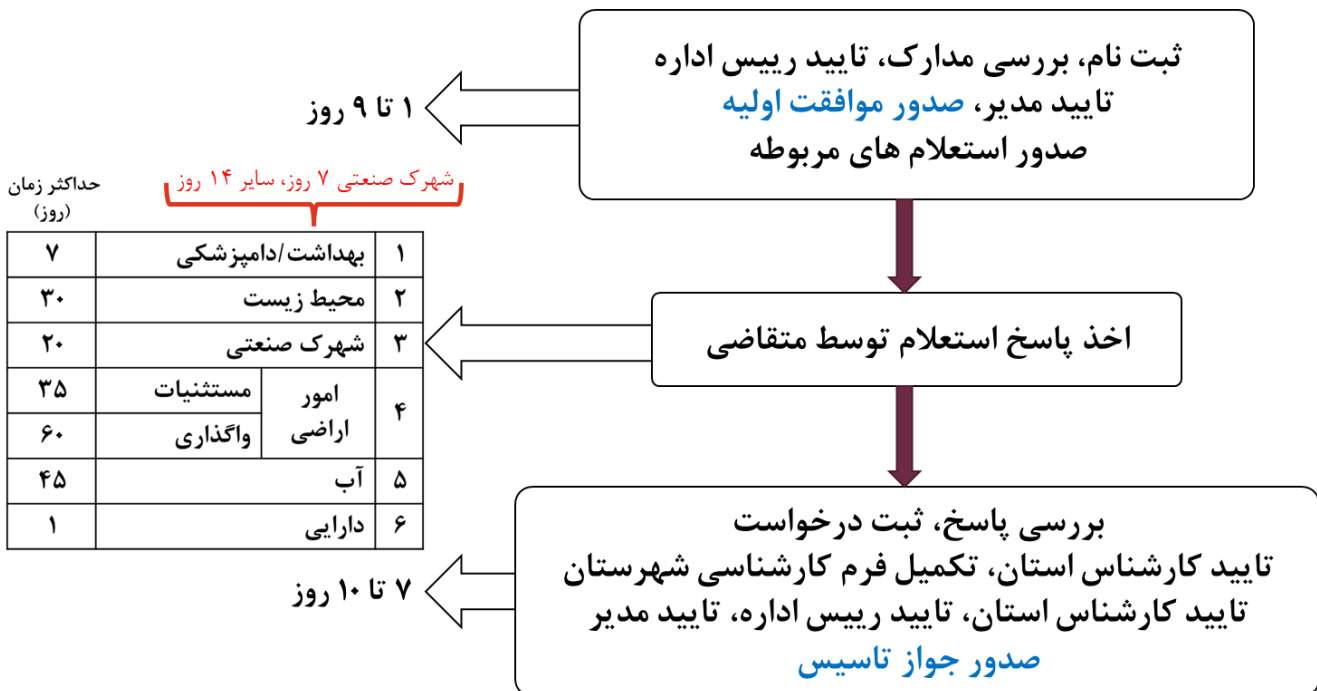 ثبت نام، بررسی مدارک، تایید رییس اداره
تایید مدیر، صدور موافقت اولیه
صدور استعلام های مربوطه
۱ تا ۹ روز
اخذ پاسخ استعلام توسط متقاضی
شهرک صنعتی ۷ روز، سایر ۱۴ روز
حداکثر زمان
(روز)
۱ بهداشت/دامپزشکی ۷
۲ محیط زیست ۳۰
۳ شهرک صنعتی ۲۰
۴ امور اراضی مستثنیات ۳۵
واگذاری ۶۰
۵ آب ۴۵
۶ دارایی ۱
بررسی پاسخ، ثبت درخواست
تایید کارشناس استان، تکمیل فرم کارشناسی شهرستان
تایید کارشناس استان، تایید رییس اداره، تایید مدیر
صدور جواز تاسیس
۷ تا ۱۰ روز